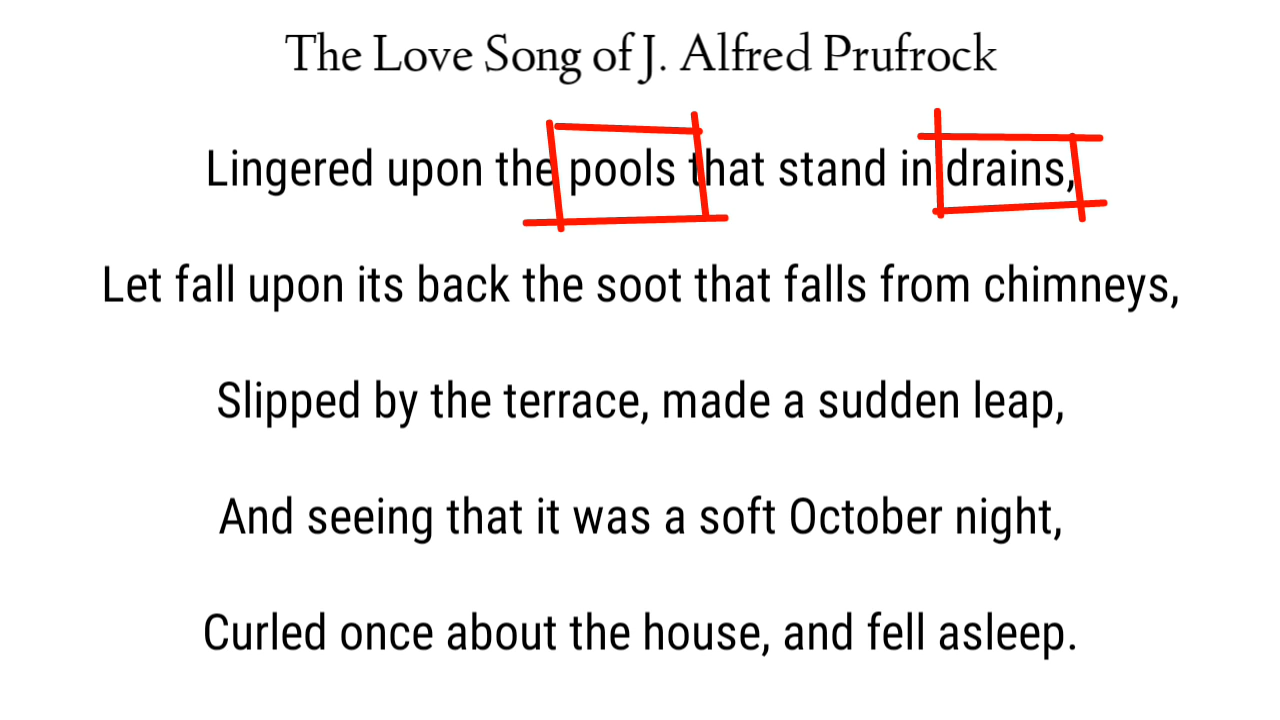 The Love Song of J. Alfred Prufrock
Lingered upon the pools that stand in drains,
Let fall upon its back the soot that falls from chimneys,
Slipped by the terrace, made a sudden leap,
And seeing that it was a soft October night,
Curled once about the house, and fell asleep.